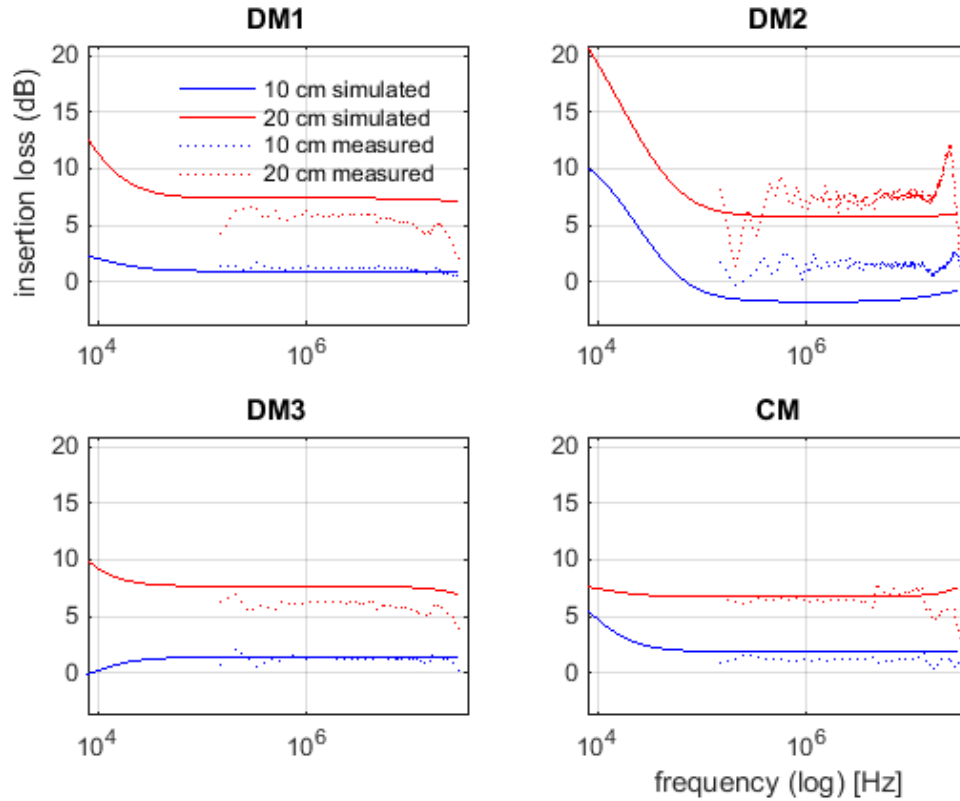 DM1
DM2
20
15
10
5
0
10^4
10^6
insertion loss (dB)
10 cm simulated
20 cm simulated
10 cm measured
20 cm measured
20
15
10
5
0
10^4
10^6
DM3
CM
20
15
10
5
0
10^4
10^6
20
15
10
5
0
10^4
10^6
frequency (log) [Hz]